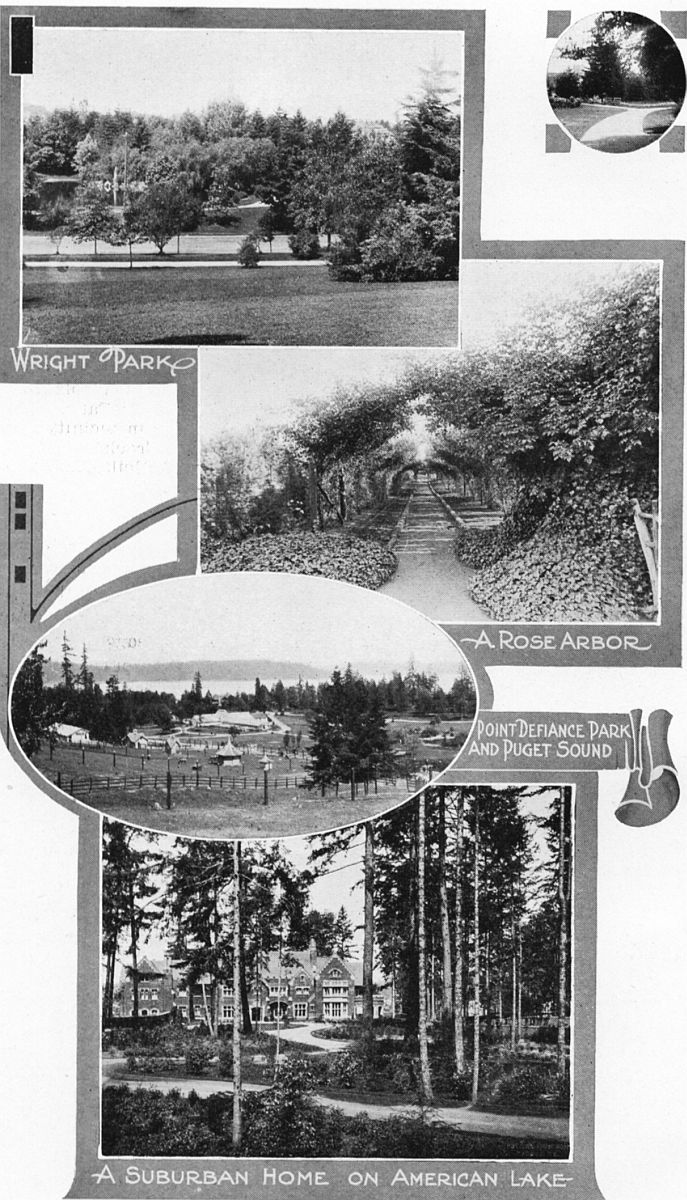 WRIGHT PARK
A ROSE ARBOR
POINT DEFIANCE PARK
AND PUGET SOUND
A SUBURBAN HOME ON AMERICAN LAKE